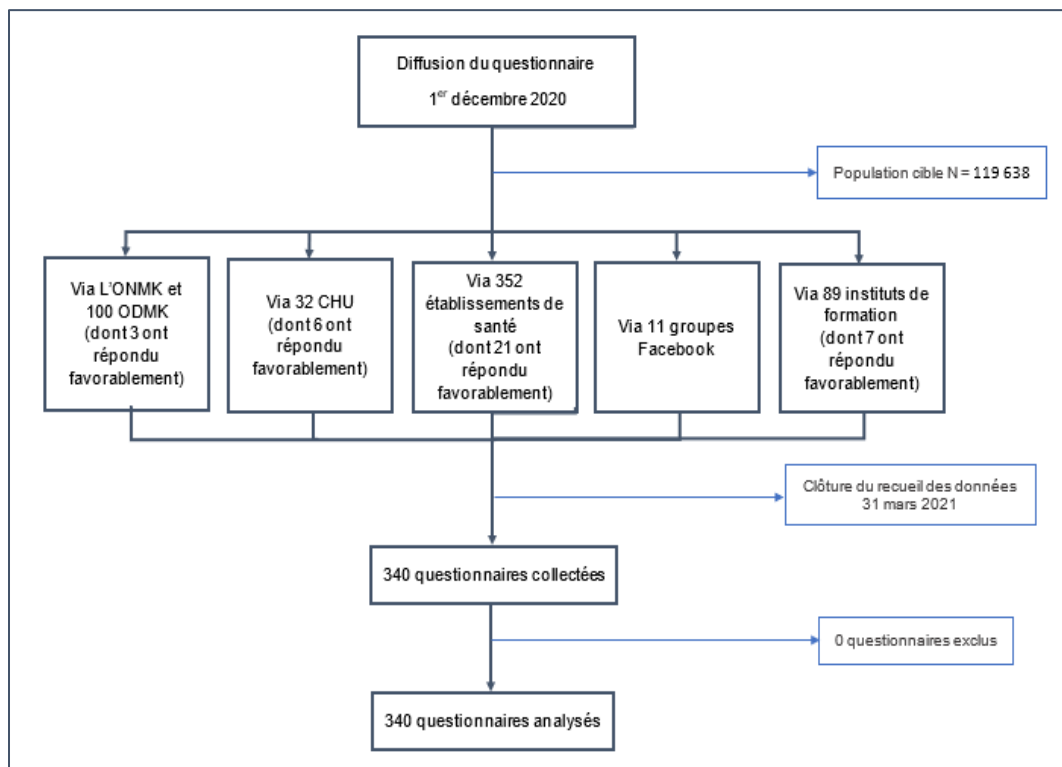 Diffusion du questionnaire
1er décembre 2020
Population cible N = 119 638
Via L'ONMK et
100 ODMK
(dont 3 ont
répondu
favorablement)
Via 32 CHU
(dont 6 ont
répondu
favorablement)
Via 352
établissements de
santé
(dont 21 ont
répondu
favorablement)
Via 11 groupes
Facebook
Via 89 instituts de
formation
(dont 7 ont
répondu
favorablement)
Clôture du recueil des données
31 mars 2021
340 questionnaires collectées
0 questionnaires exclus
340 questionnaires analysés